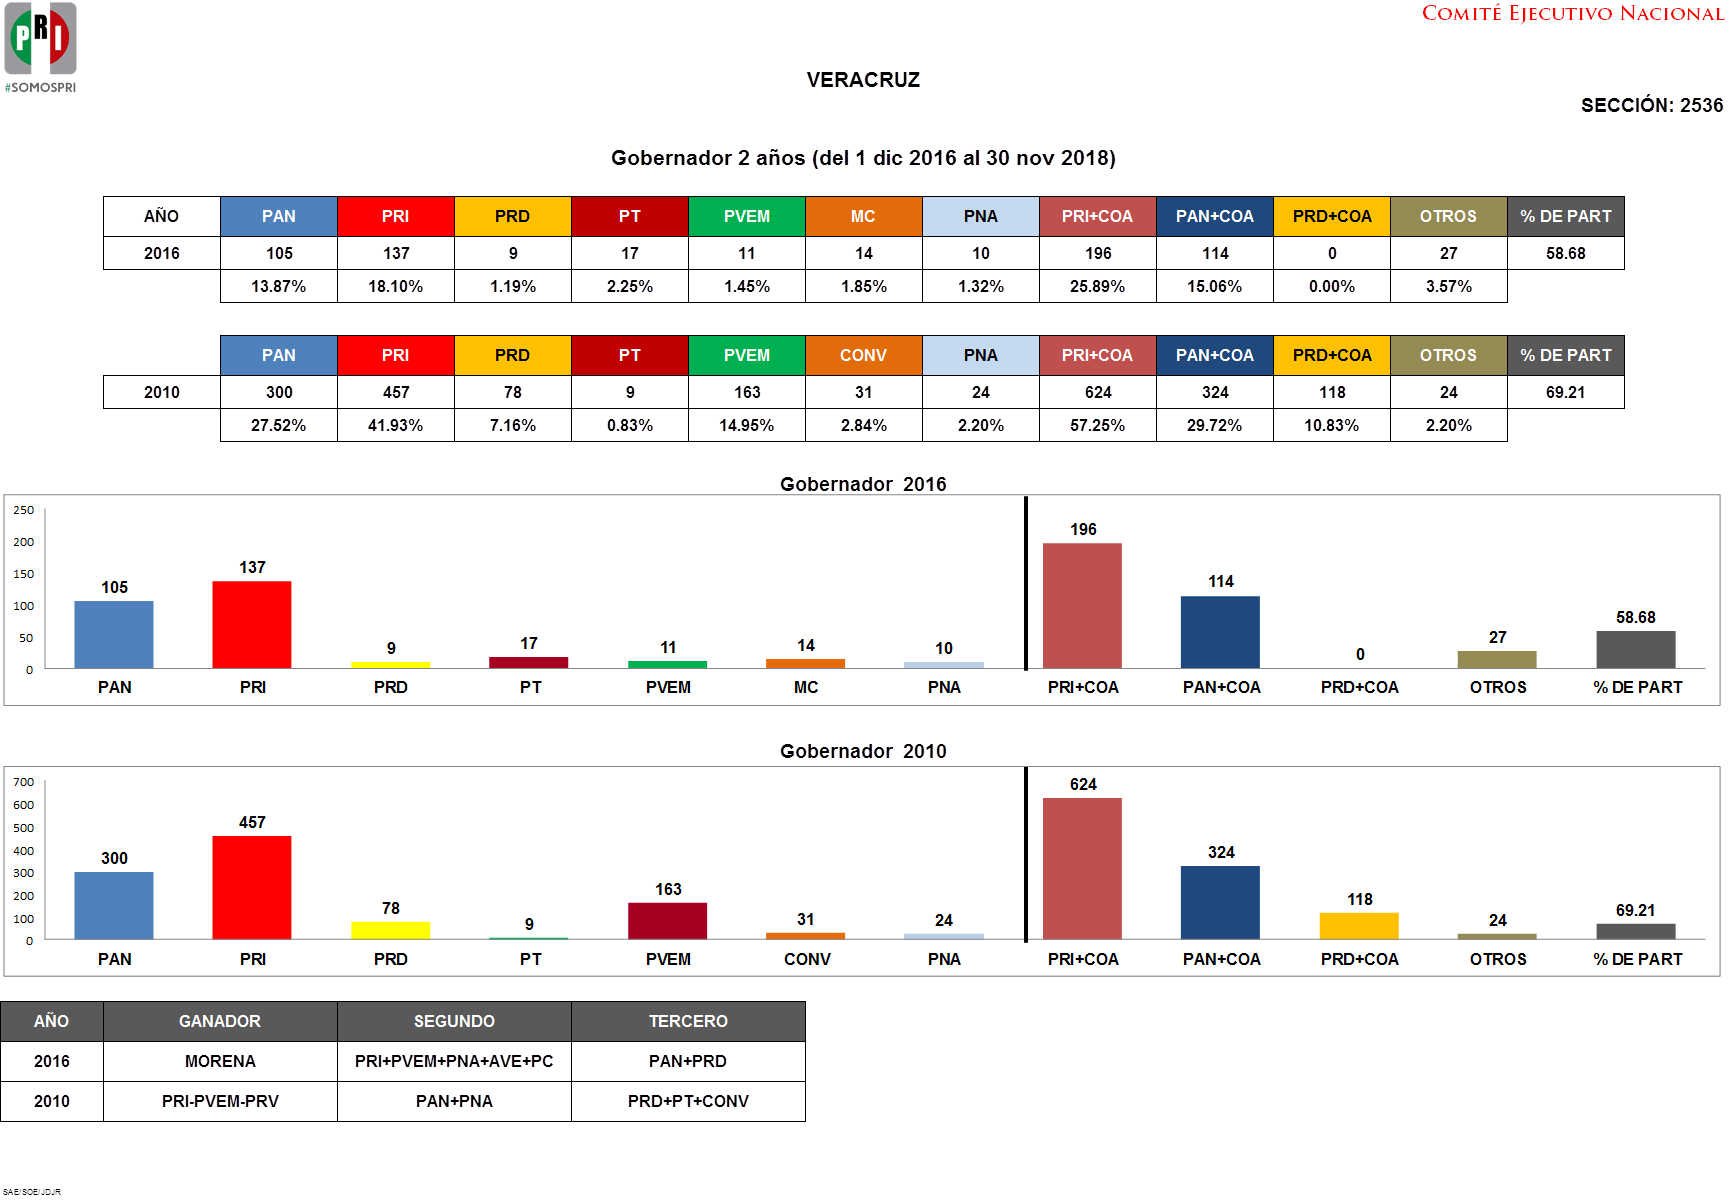 PRI
#SOMOSPRI
COMITÉ EJECUTIVO NACIONAL
VERACRUZ
SECCIÓN: 2536
Gobernador 2 años (del 1 dic 2016 al 30 nov 2018)
AÑO PAN PRI PRD PT PVEM MC PNA PRI+COA PAN+COA PRD+COA OTROS % DE PART
2016 105 137 9 17 11 14 10 196 114 0 27 58.68
13.87% 18.10% 1.19% 2.25% 1.45% 1.85% 1.32% 25.89% 15.06% 0.00% 3.57%
PAN PRI PRD PT PVEM CONV PNA PRI+COA PAN+COA PRD+COA OTROS % DE PART
2010 300 457 78 9 163 31 24 624 324 118 24 69.21
27.52% 41.93% 7.16% 0.83% 14.95% 2.84% 2.20% 57.25% 29.72% 10.83% 2.20%
Gobernador 2016
250
200
150
100
50
0
105 137 9 17 11 14 10 196 114 0 27 58.68
PAN PRI PRD PT PVEM MC PNA PRI+COA PAN+COA PRD+COA OTROS % DE PART
Gobernador 2010
700
600
500
400
300
200
100
0
300 457 78 9 163 31 24 624 324 118 24 69.21
PAN PRI PRD PT PVEM CONV PNA PRI+COA PAN+COA PRD+COA OTROS % DE PART
AÑO GANADOR SEGUNDO TERCERO
2016 MORENA PRI+PVEM+PNA+AVE+PC PAN+PRD
2010 PRI-PVEM-PRV PAN+PNA PRD+PT+CONV
SAE/SOE/JDJR